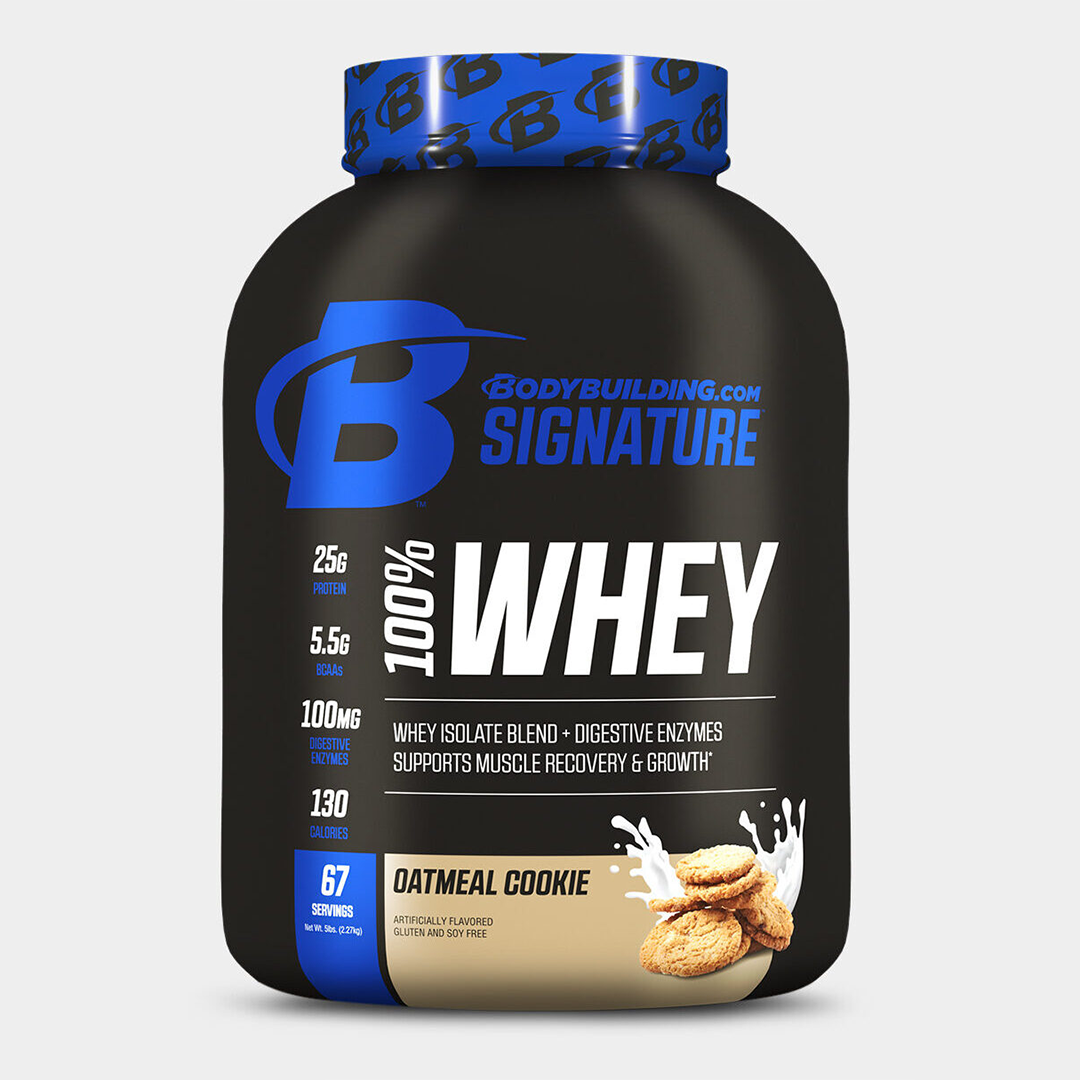 BODYBUILDING.COM
SIGNATURE
25G
PROTEIN
5.5G
BCAAs
100MG
DIGESTIVE
ENZYMES
130
CALORIES
67
SERVINGS
Net Wt. 5lbs. (2.27kg)
100% WHEY
WHEY ISOLATE BLEND + DIGESTIVE ENZYMES
SUPPORTS MUSCLE RECOVERY & GROWTH*
OATMEAL COOKIE
ARTIFICIALLY FLAVORED
GLUTEN AND SOY FREE
B
TM